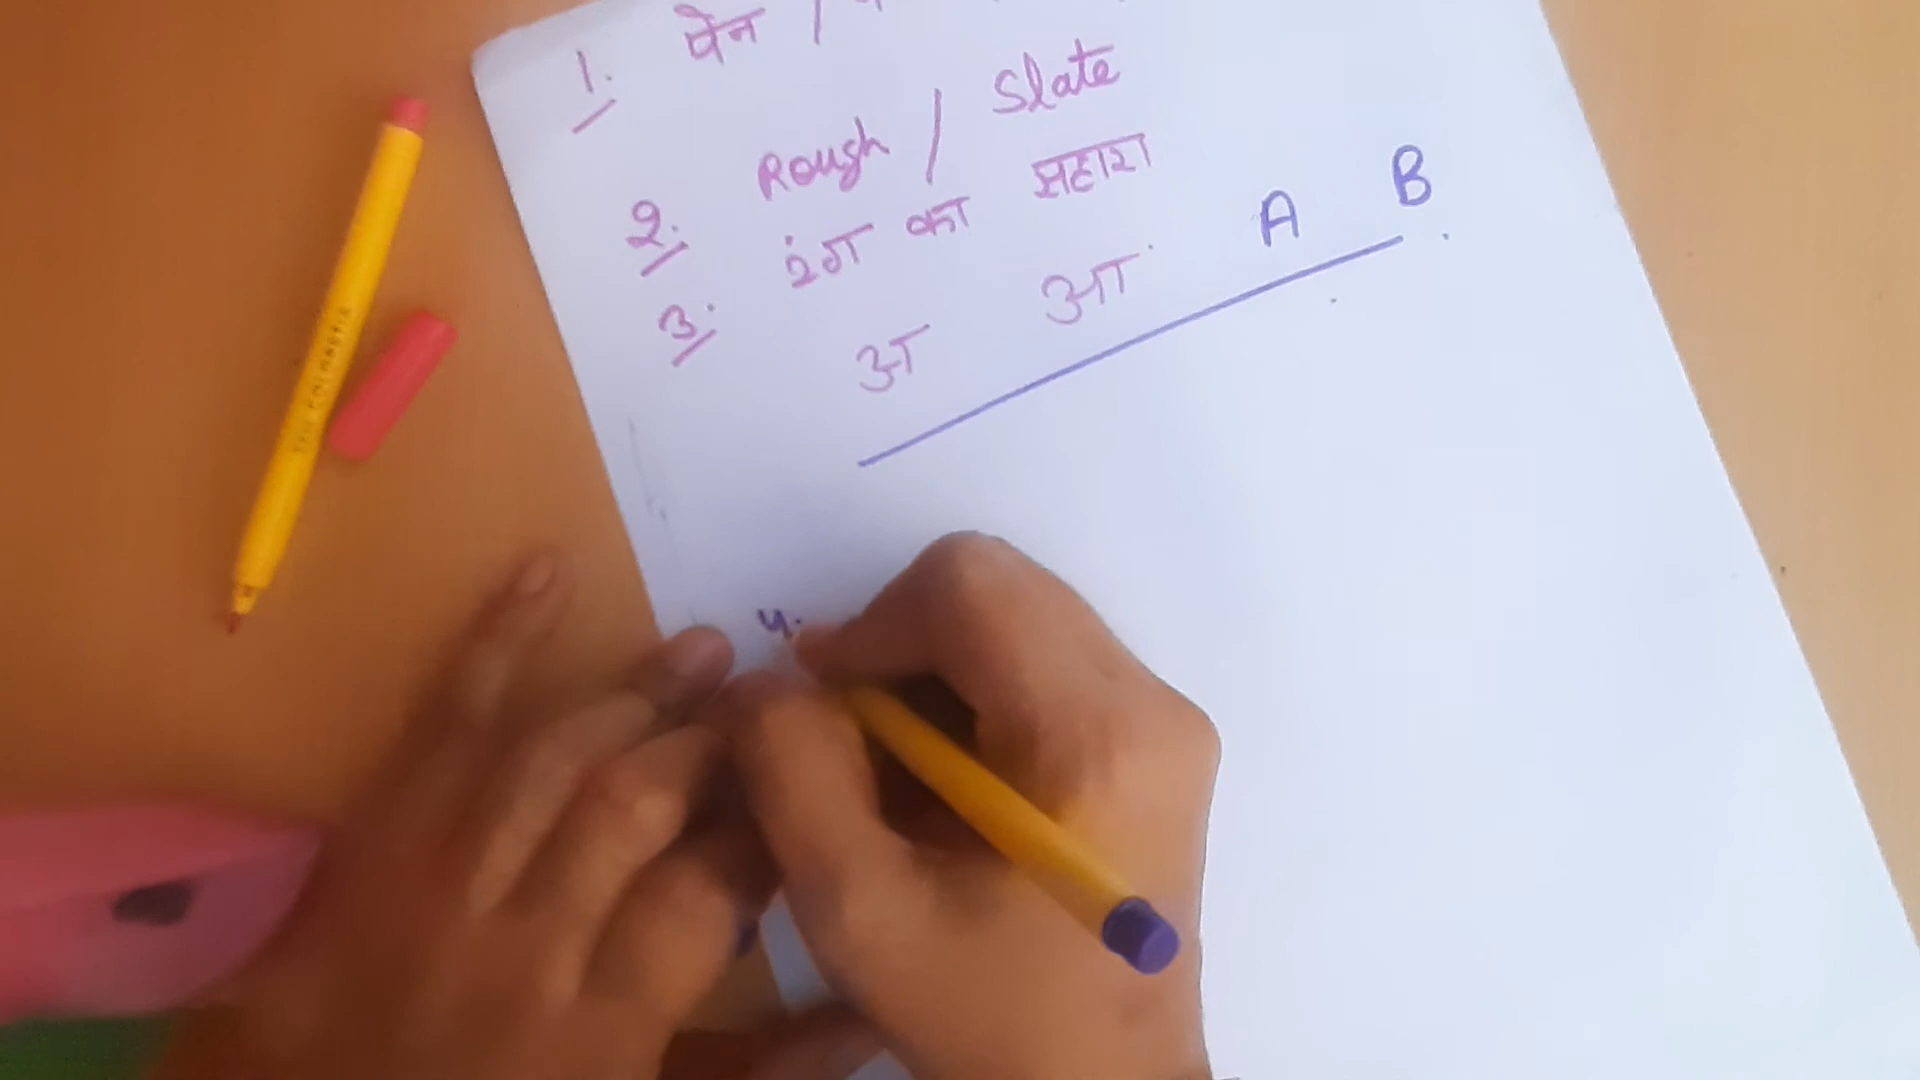 1. पेन /
2. Rough / Slate
3. रंग का सहारा
अ आ A B
4.